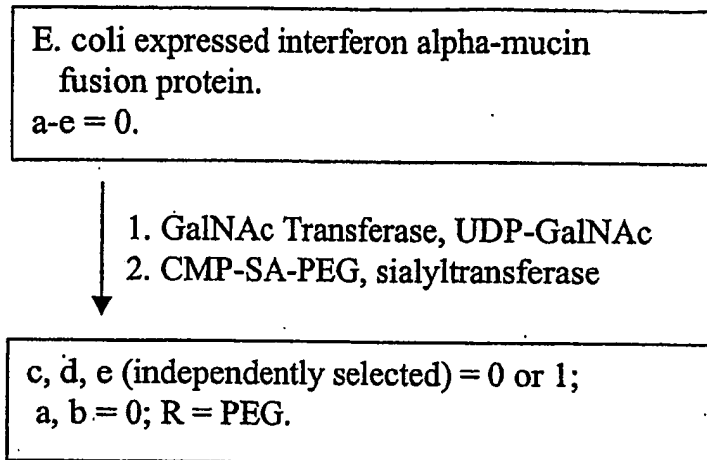 E. coli expressed interferon alpha-mucin
fusion protein.
a-e = 0.
1. GalNAc Transferase, UDP-GalNAc
2. CMP-SA-PEG, sialyltransferase
c, d, e (independently selected) = 0 or 1;
a, b = 0; R = PEG.